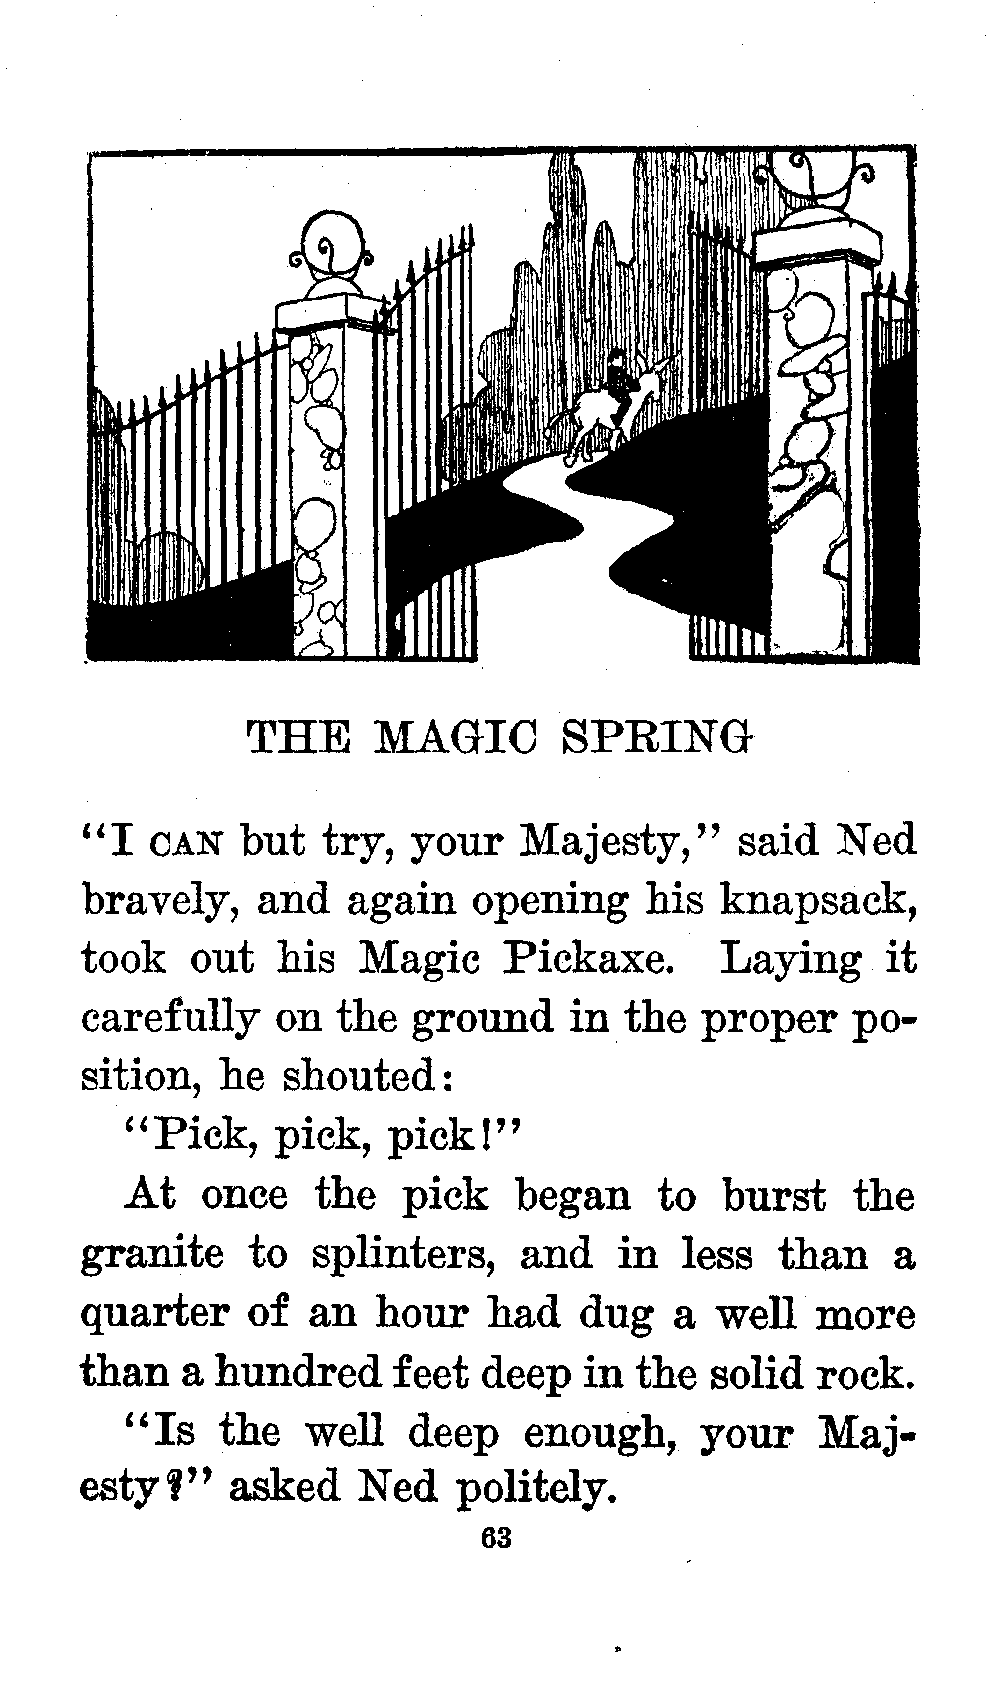 THE MAGIC SPRING
“I CAN but try, your Majesty,” said Ned
bravely, and again opening his knapsack,
took out his Magic Pickaxe. Laying it
carefully on the ground in the proper po-
sition, he shouted:
“Pick, pick, pick!”
At once the pick began to burst the
granite to splinters, and in less than a
quarter of an hour had dug a well more
than a hundred feet deep in the solid rock.
“Is the well deep enough, your Maj-
esty?” asked Ned politely.
63